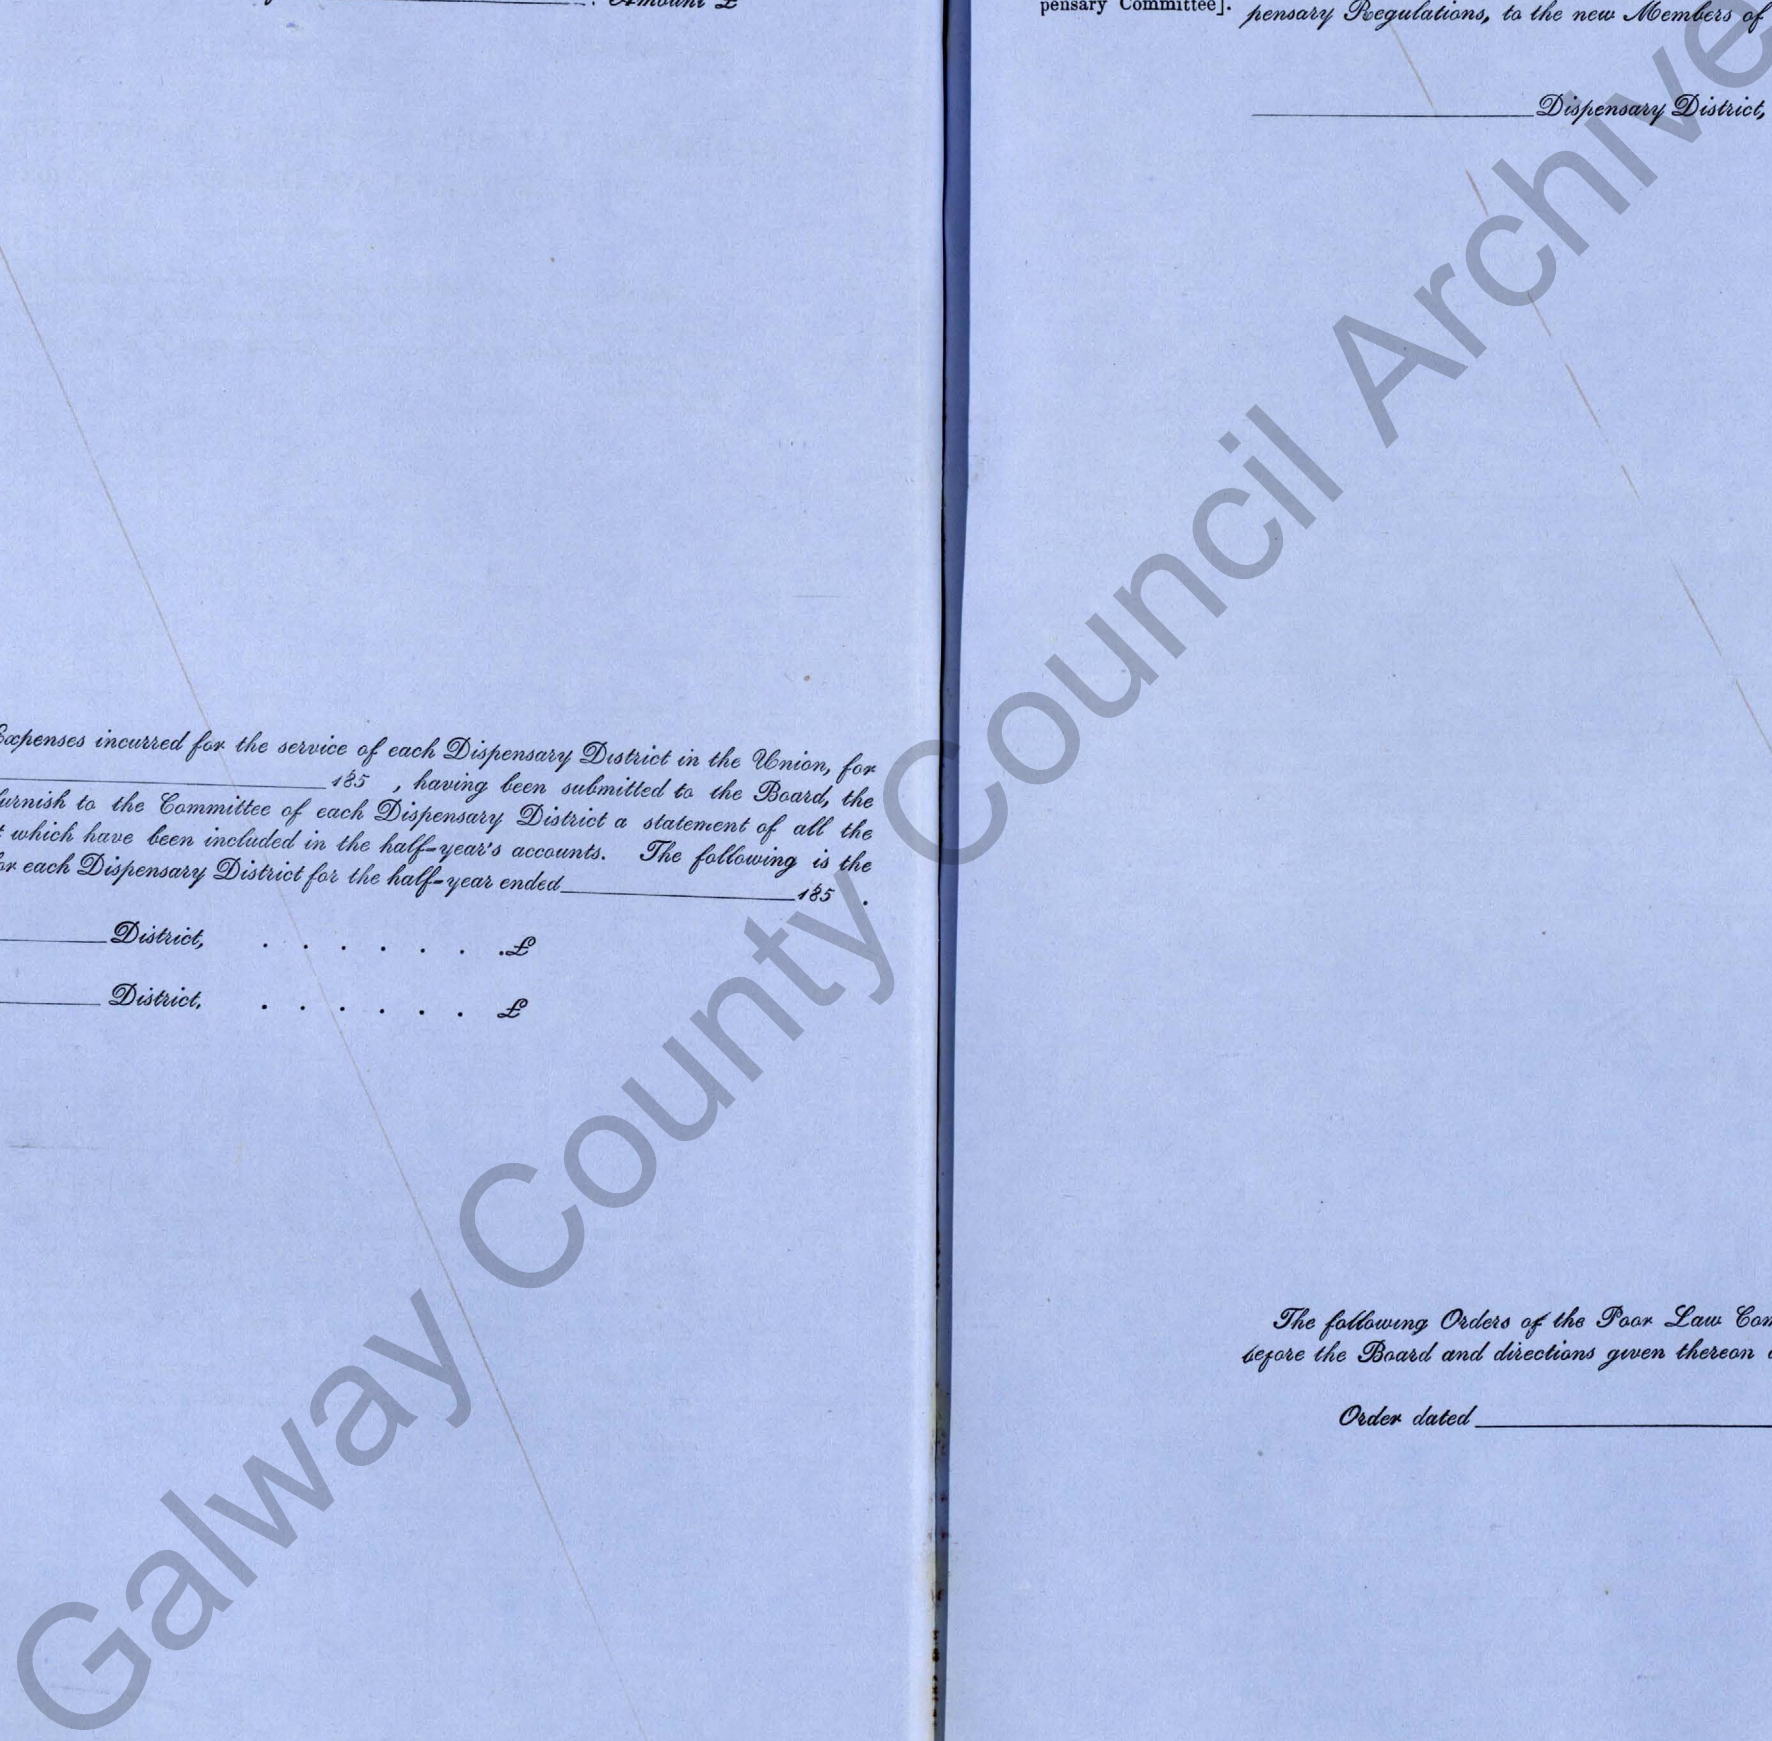 Amount £
Expenses incurred for the service of each Dispensary District in the Union, for
185 , having been submitted to the Board, the
furnish to the Committee of each Dispensary District a statement of all the
which have been included in the half-year's accounts. The following is the
for each Dispensary District for the half-year ended 185 .
District, . . . . . . . £
District, . . . . . . £
pensary Committee].
pensary Regulations, to the new Members of
Dispensary District,
The following Orders of the Poor Law Com
before the Board and directions given thereon
Order dated
Galway County Council Archive